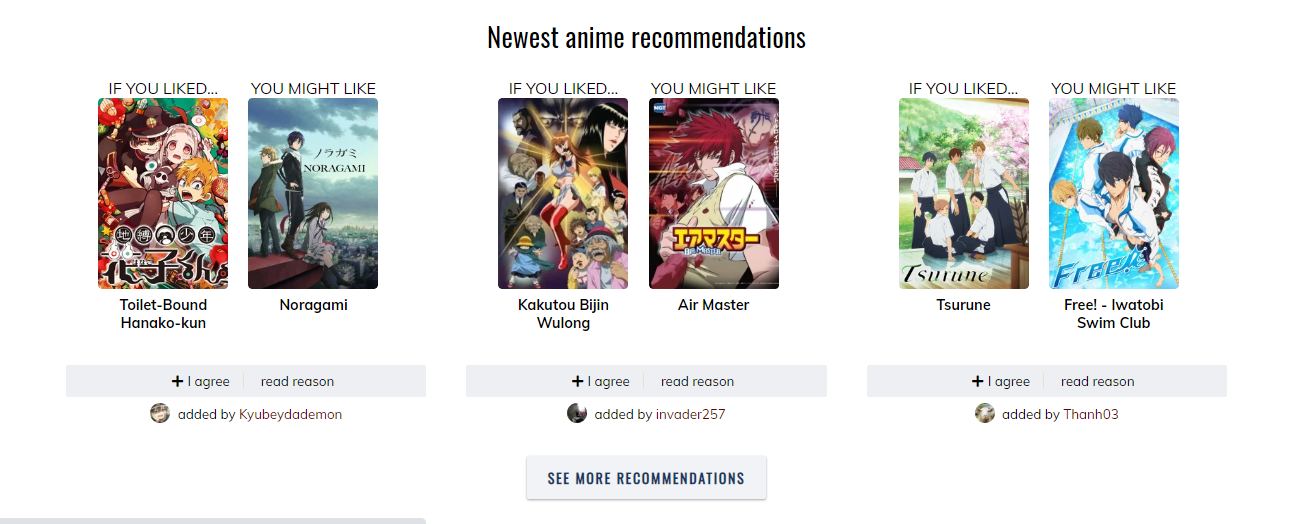 Newest anime recommendations
IF YOU LIKED...
YOU MIGHT LIKE
地縛少年
花子くん
Toilet-Bound
Hanako-kun
ノラガミ
NORAGAMI
Noragami
+ I agree
read reason
added by Kyubeydademon
IF YOU LIKED...
YOU MIGHT LIKE
Kakutou Bijin
Wulong
エアマスター
Air Master
Air Master
+ I agree
read reason
added by invader257
IF YOU LIKED...
YOU MIGHT LIKE
Tsurune
Tsurune
Free!
Free! - Iwatobi
Swim Club
+ I agree
read reason
added by Thanh03
SEE MORE RECOMMENDATIONS